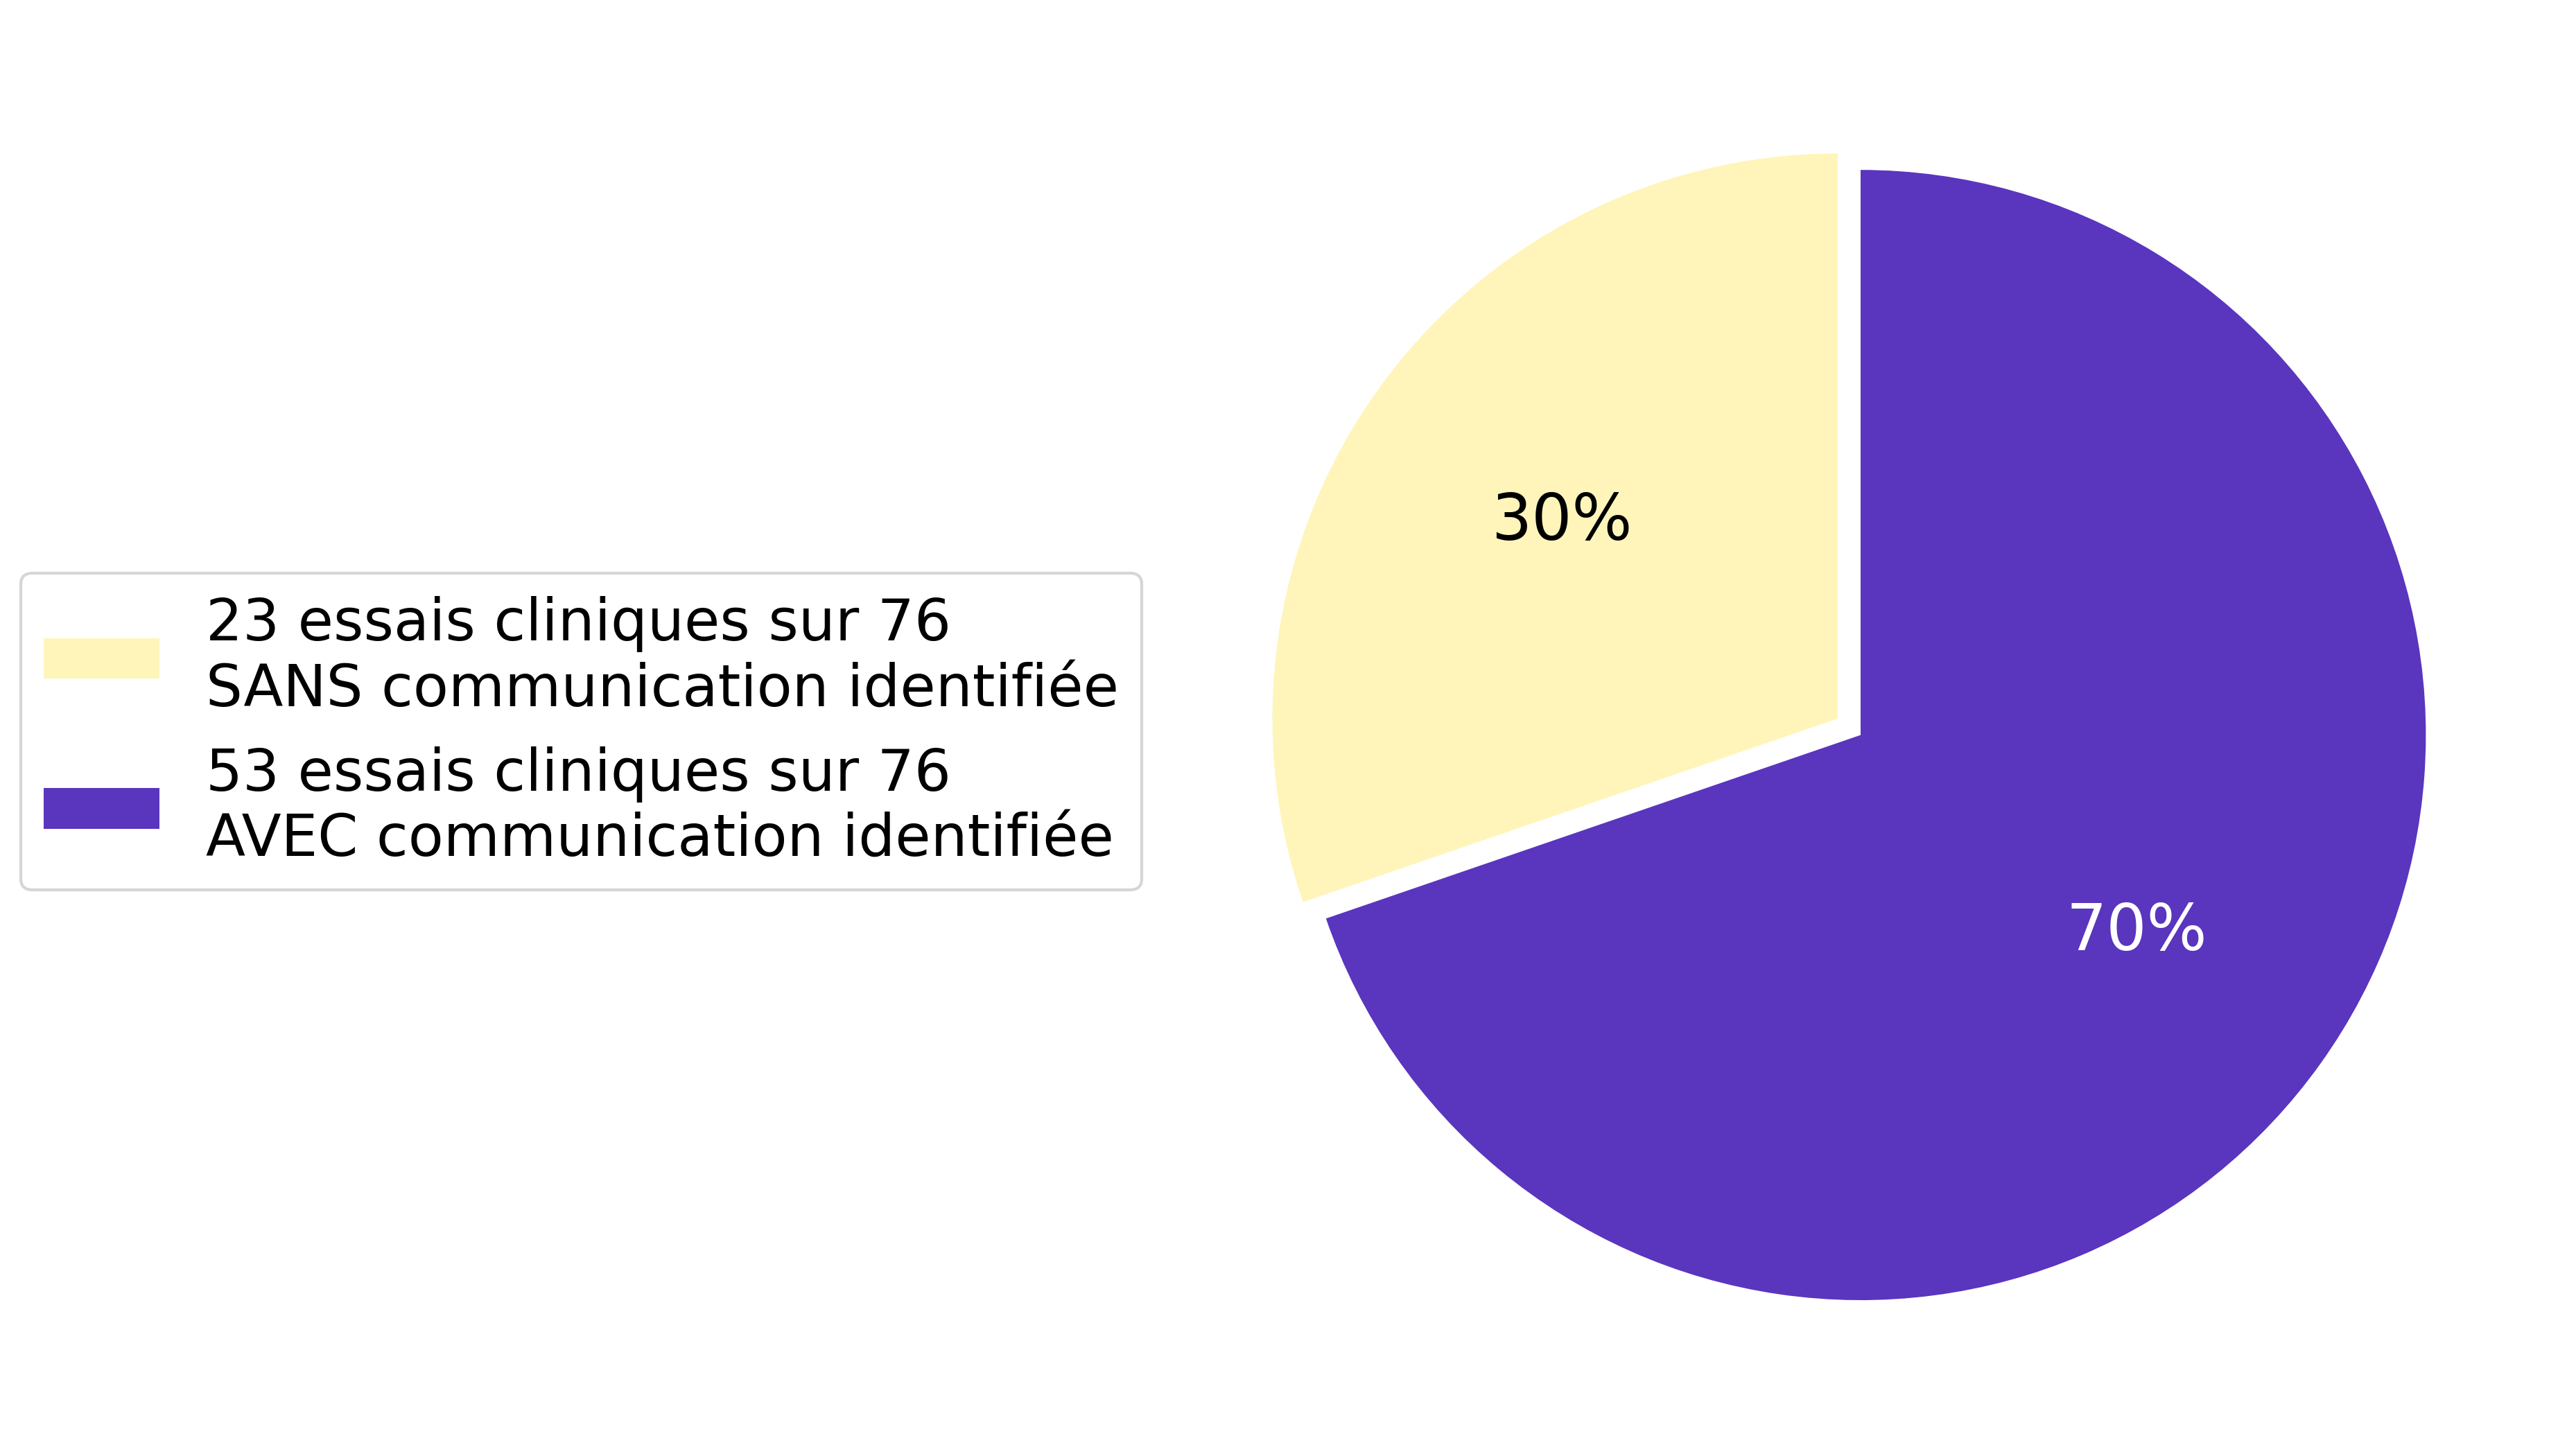 23 essais cliniques sur 76
SANS communication identifiée
53 essais cliniques sur 76
AVEC communication identifiée
30%
70%